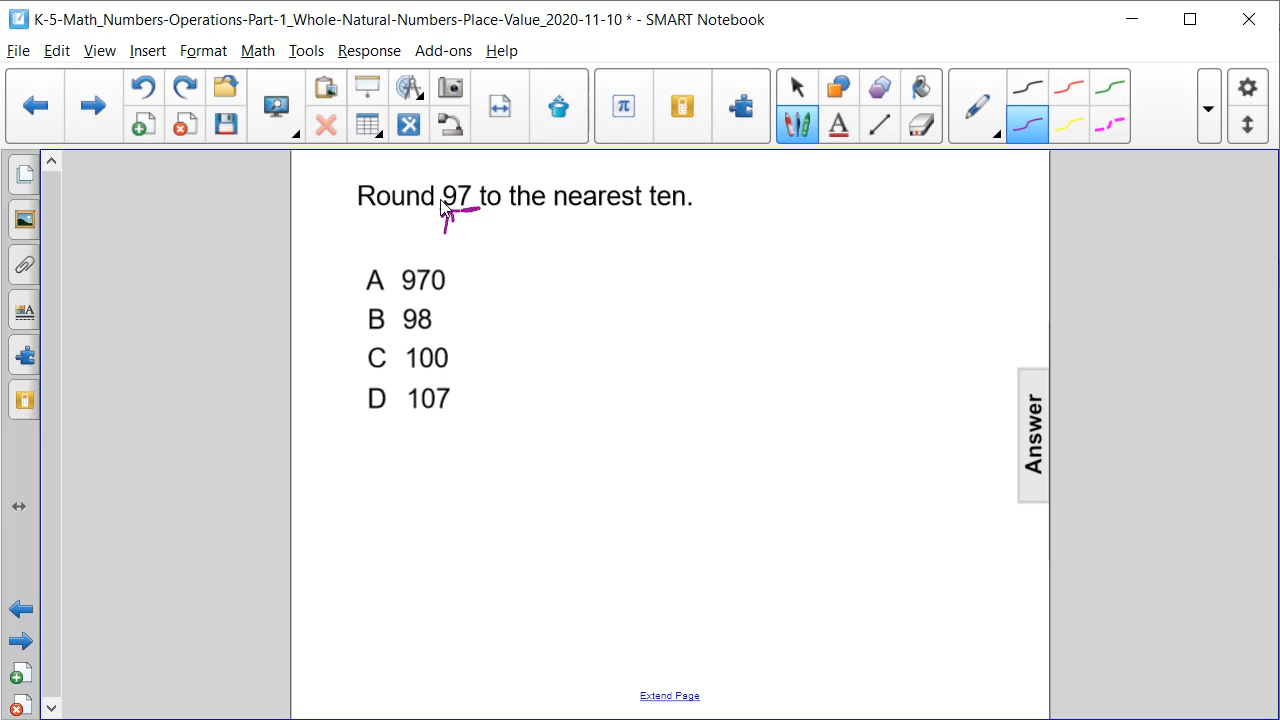 K-5-Math_Numbers-Operations-Part-1_Whole-Natural-Numbers-Place-Value_2020-11-10 * - SMART Notebook
File Edit View Insert Format Math Tools Response Add-ons Help
π
A
Round 97 to the nearest ten.
A 970
B 98
C 100
D 107
Answer
Extend Page